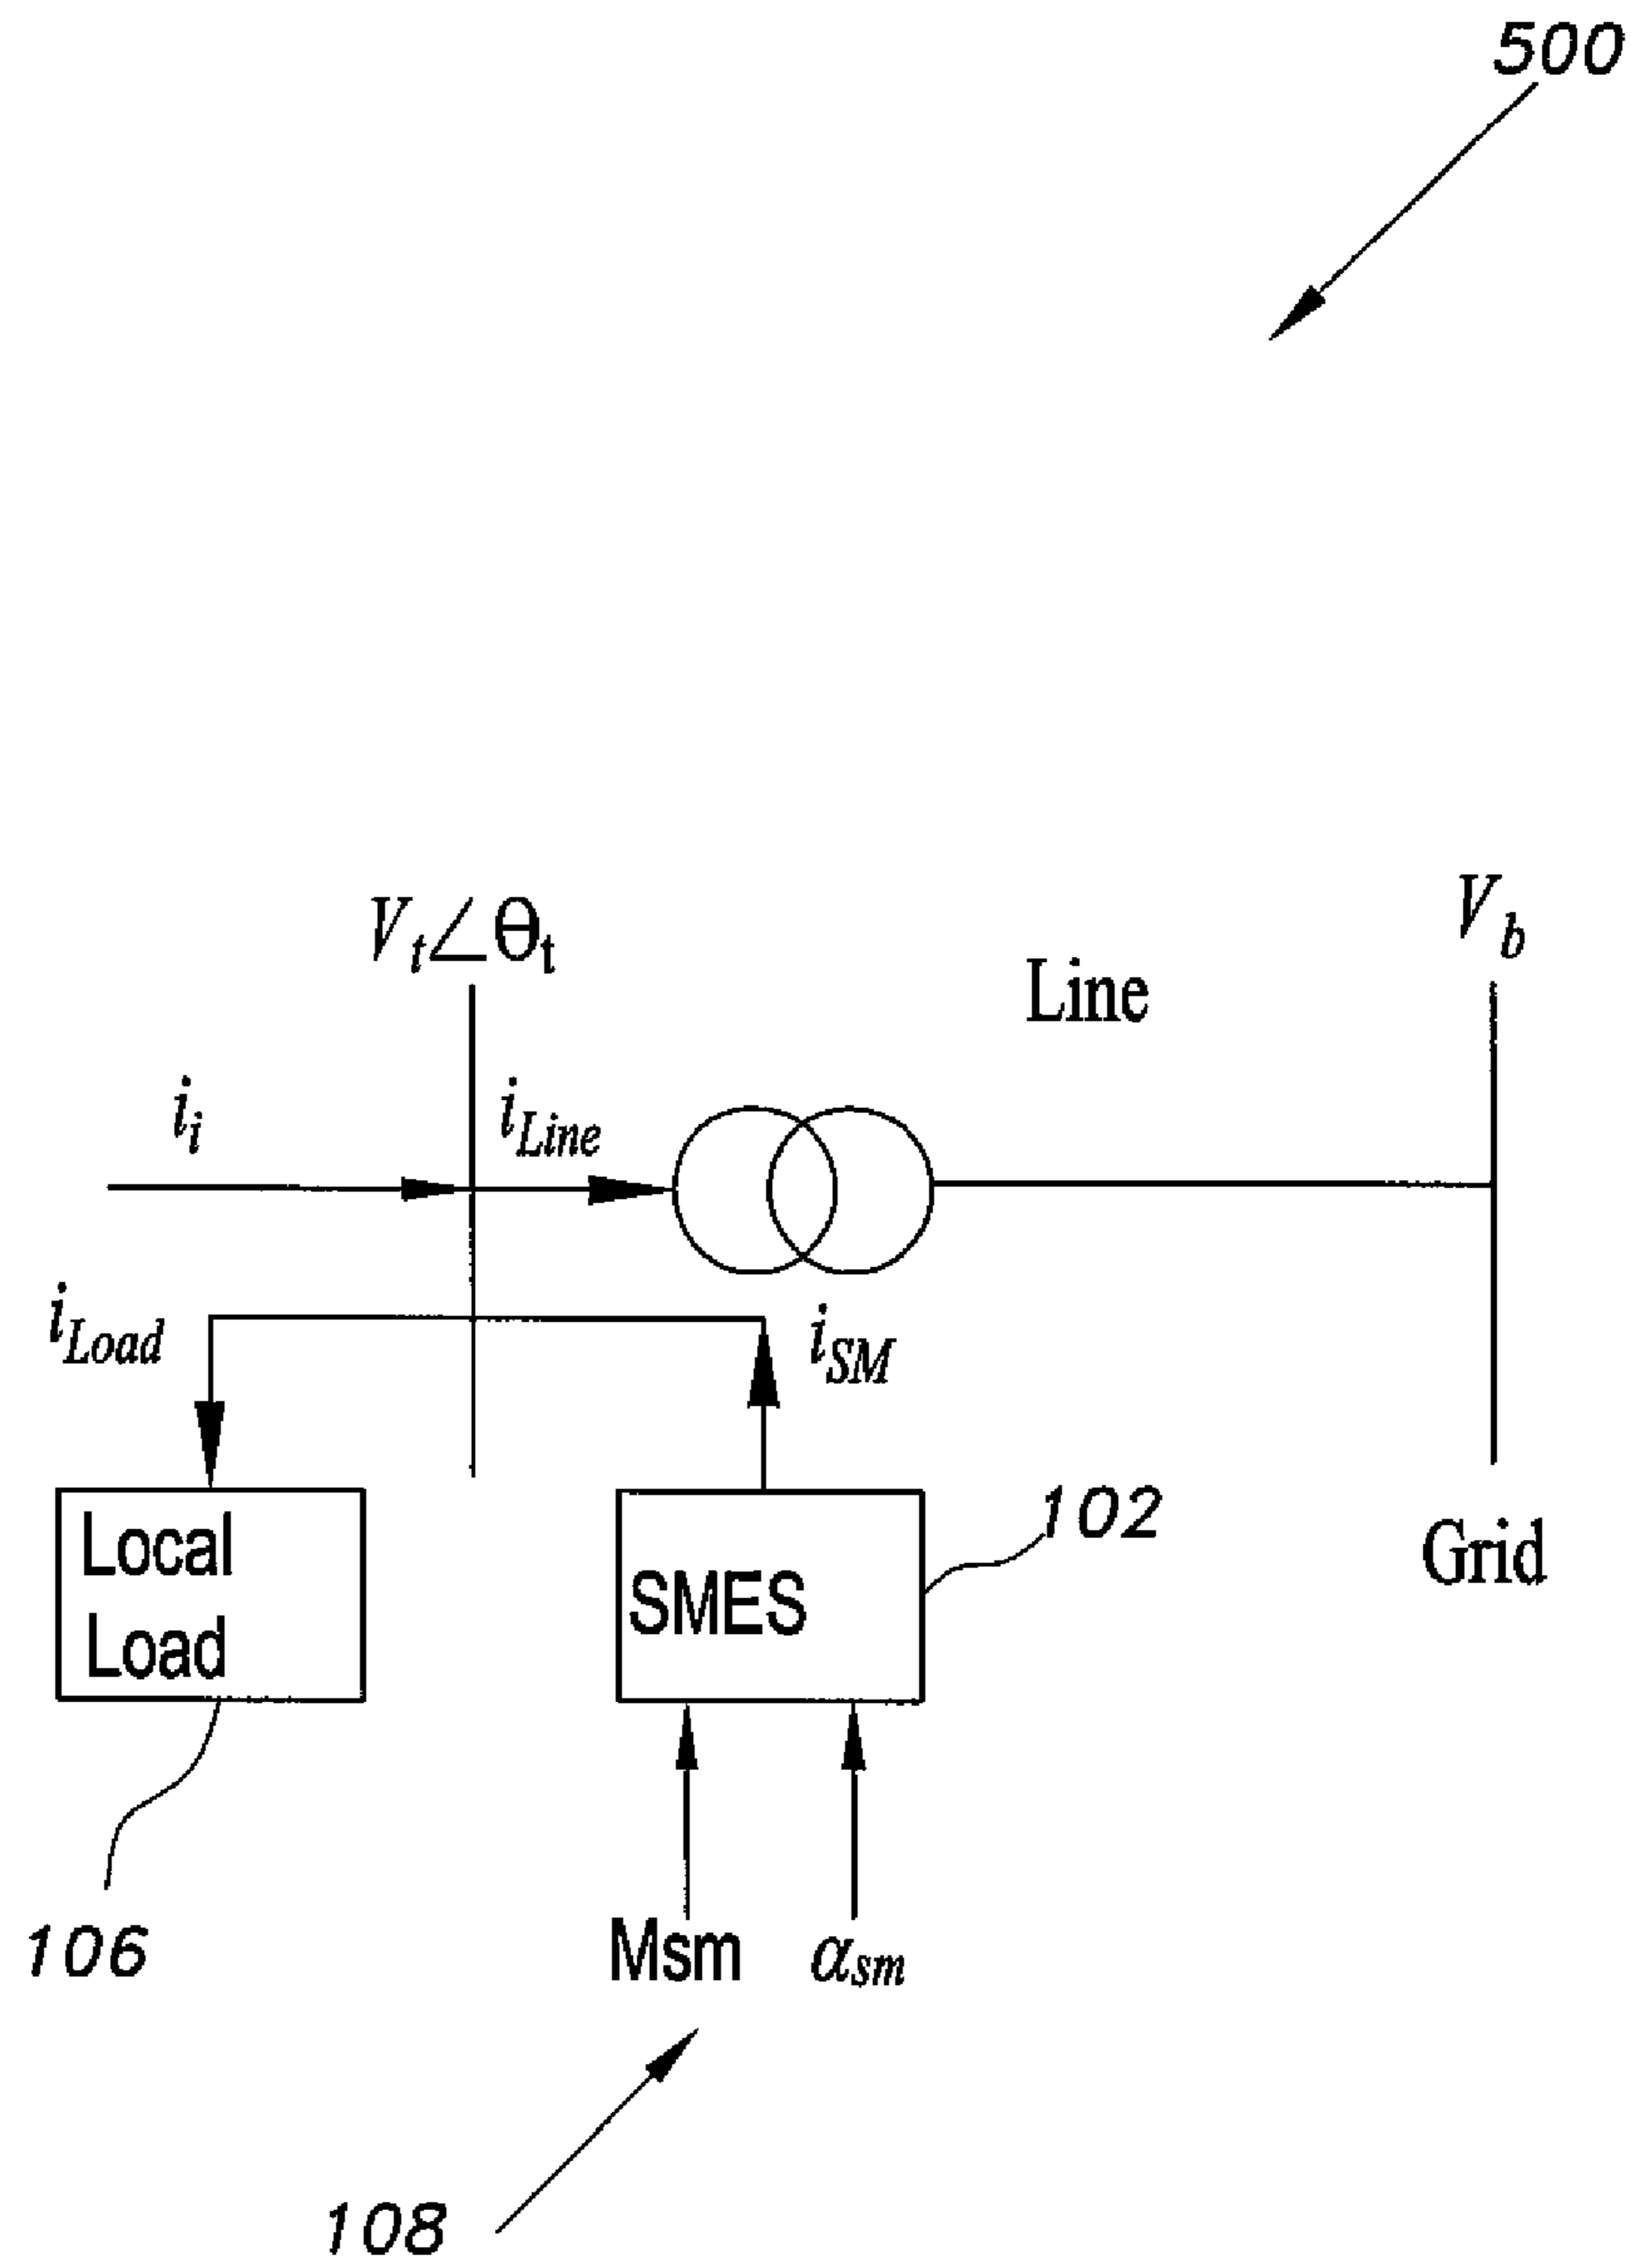 500
V_t∠θ_t
V_b
Line
i_i
i_Line
i_Load
i_SM
Local
Load
SMES
102
Grid
106
Msm
α_sm
108